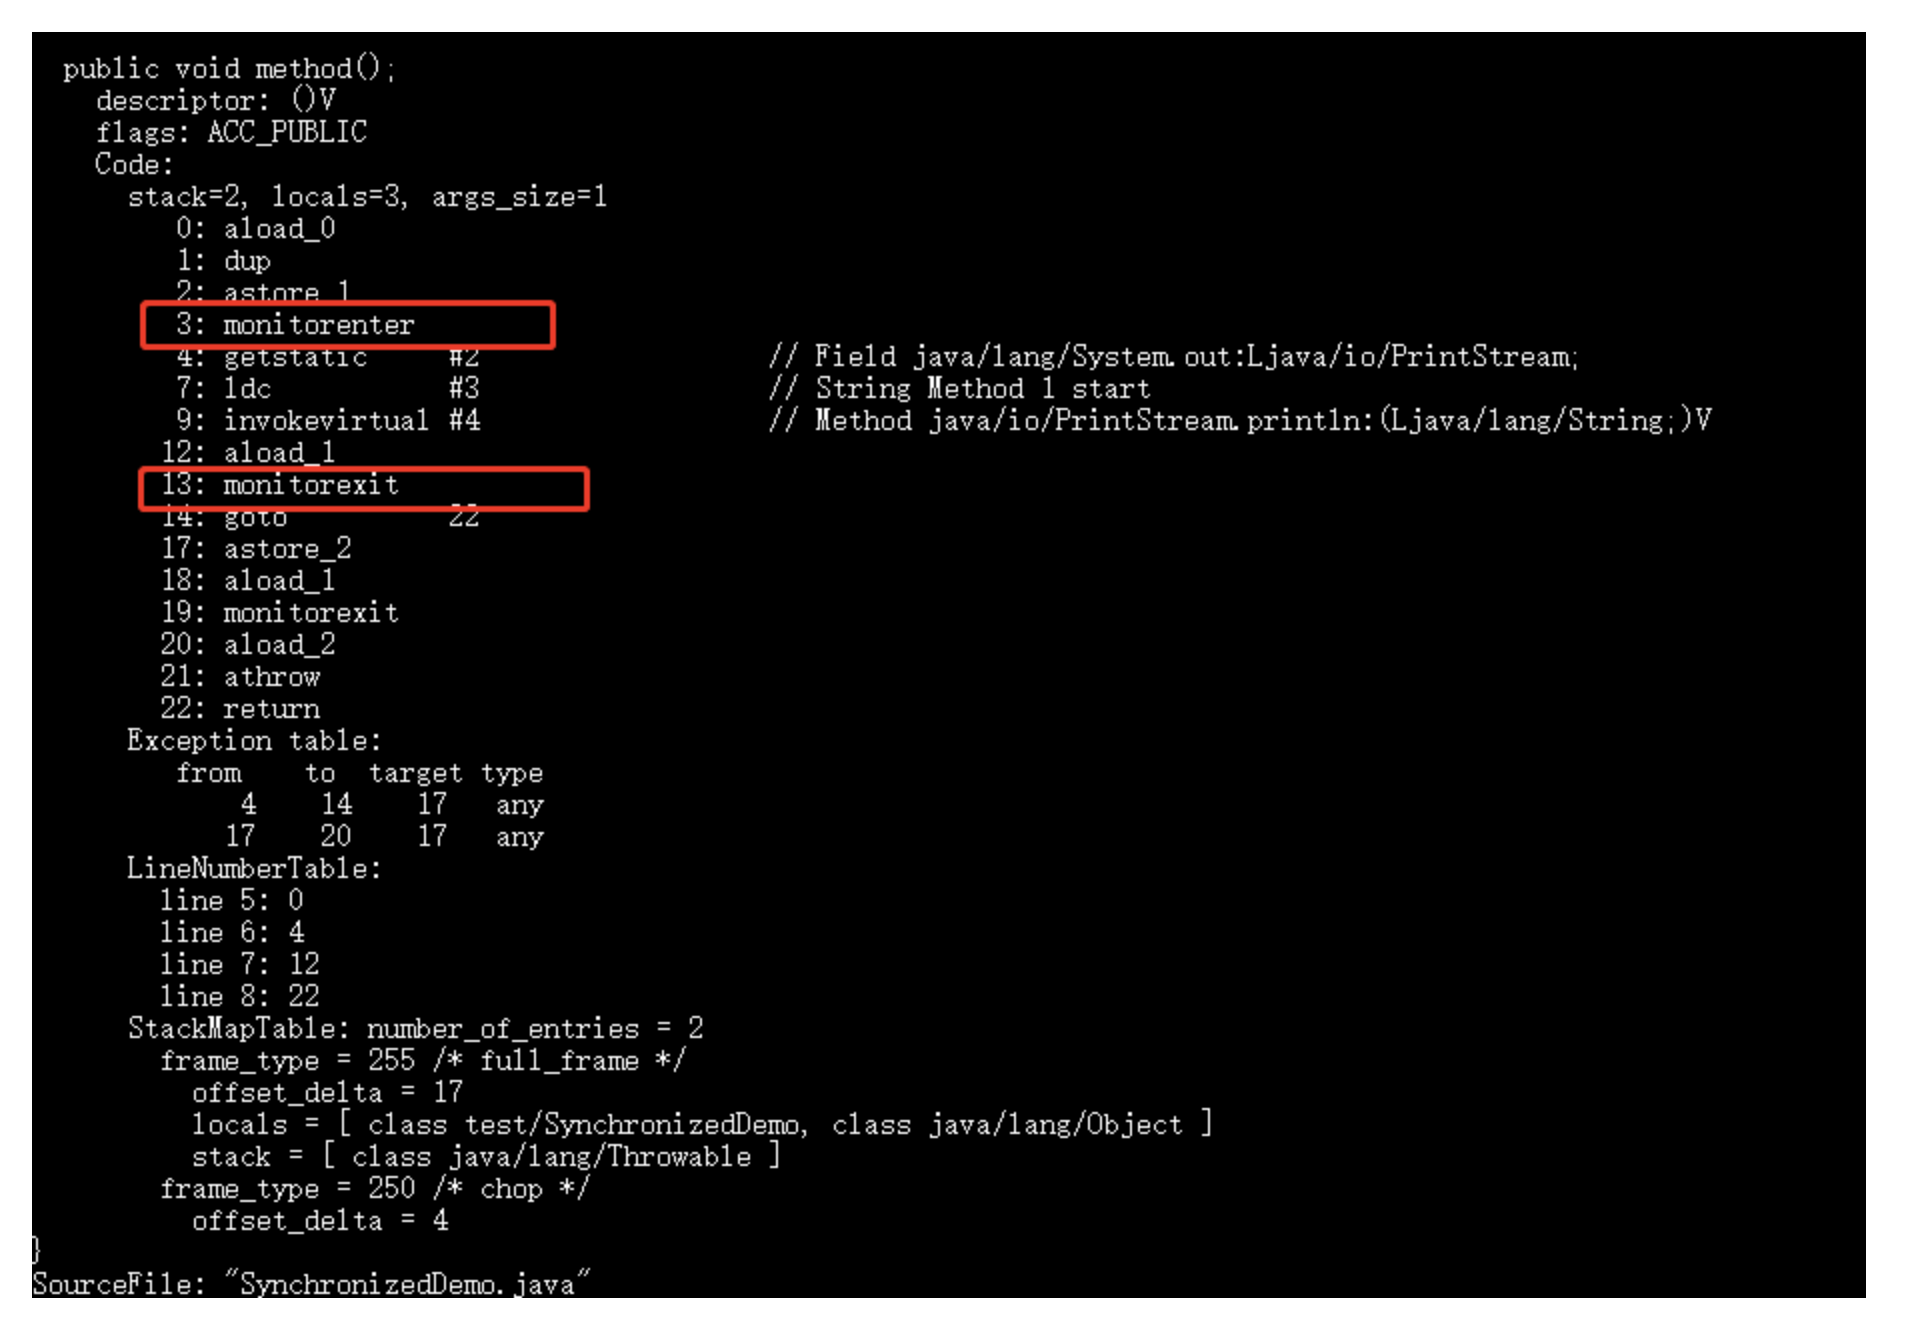 public void method();
descriptor: ()V
flags: ACC_PUBLIC
Code:
stack=2, locals=3, args_size=1
0: aload_0
1: dup
2: astore_1
3: monitorenter
4: getstatic #2 // Field java/lang/System.out:Ljava/io/PrintStream;
7: ldc #3 // String Method 1 start
9: invokevirtual #4 // Method java/io/PrintStream.println:(Ljava/lang/String;)V
12: aload_1
13: monitorexit
14: goto 22
17: astore_2
18: aload_1
19: monitorexit
20: aload_2
21: athrow
22: return
Exception table:
from to target type
4 14 17 any
17 20 17 any
LineNumberTable:
line 5: 0
line 6: 4
line 7: 12
line 8: 22
StackMapTable: number_of_entries = 2
frame_type = 255 /* full_frame */
offset_delta = 17
locals = [ class test/SynchronizedDemo, class java/lang/Object ]
stack = [ class java/lang/Throwable ]
frame_type = 250 /* chop */
offset_delta = 4
}
SourceFile: "SynchronizedDemo.java"